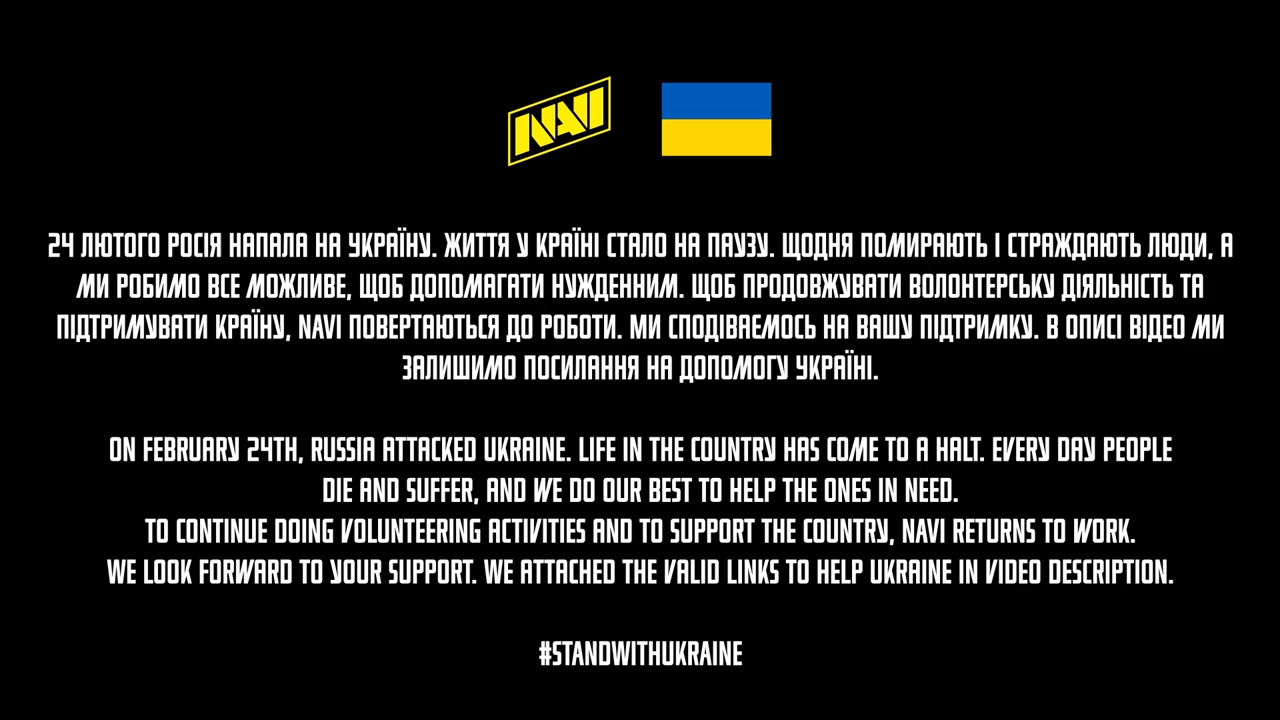 NAVI
24 ЛЮТОГО РОСІЯ НАПАЛА НА УКРАЇНУ. ЖИТТЯ У КРАЇНІ СТАЛО НА ПАУЗУ. ЩОДНЯ ПОМИРАЮТЬ І СТРАЖДАЮТЬ ЛЮДИ, А
МИ РОБИМО ВСЕ МОЖЛИВЕ, ЩОБ ДОПОМАГАТИ НУЖДЕННИМ. ЩОБ ПРОДОВЖУВАТИ ВОЛОНТЕРСЬКУ ДІЯЛЬНІСТЬ ТА
ПІДТРИМУВАТИ КРАЇНУ, NAVI ПОВЕРТАЮТЬСЯ ДО РОБОТИ. МИ СПОДІВАЄМОСЬ НА ВАШУ ПІДТРИМКУ. В ОПИСІ ВІДЕО МИ
ЗАЛИШИМО ПОСИЛАННЯ НА ДОПОМОГУ УКРАЇНІ.
ON FEBRUARY 24TH, RUSSIA ATTACKED UKRAINE. LIFE IN THE COUNTRY HAS COME TO A HALT. EVERY DAY PEOPLE
DIE AND SUFFER, AND WE DO OUR BEST TO HELP THE ONES IN NEED.
TO CONTINUE DOING VOLUNTEERING ACTIVITIES AND TO SUPPORT THE COUNTRY, NAVI RETURNS TO WORK.
WE LOOK FORWARD TO YOUR SUPPORT. WE ATTACHED THE VALID LINKS TO HELP UKRAINE IN VIDEO DESCRIPTION.
#STANDWITHUKRAINE